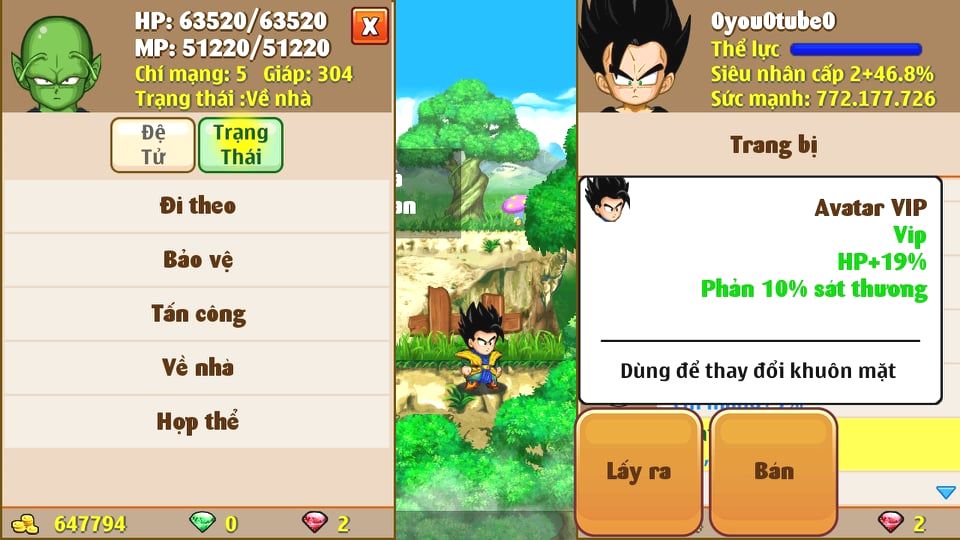 HP: 63520/63520
MP: 51220/51220
Chí mạng: 5 Giáp: 304
Trạng thái :Về nhà
X
Đệ
Tử
Trạng
Thái
Đi theo
Bảo vệ
Tấn công
Về nhà
Hợp thể
647794
0
2
0you0tube0
Thể lực
Siêu nhân cấp 2+46.8%
Sức mạnh: 772.177.726
Trang bị
Avatar VIP
Vip
HP+19%
Phản 10% sát thương
Dùng để thay đổi khuôn mặt
Lấy ra
Bán
2